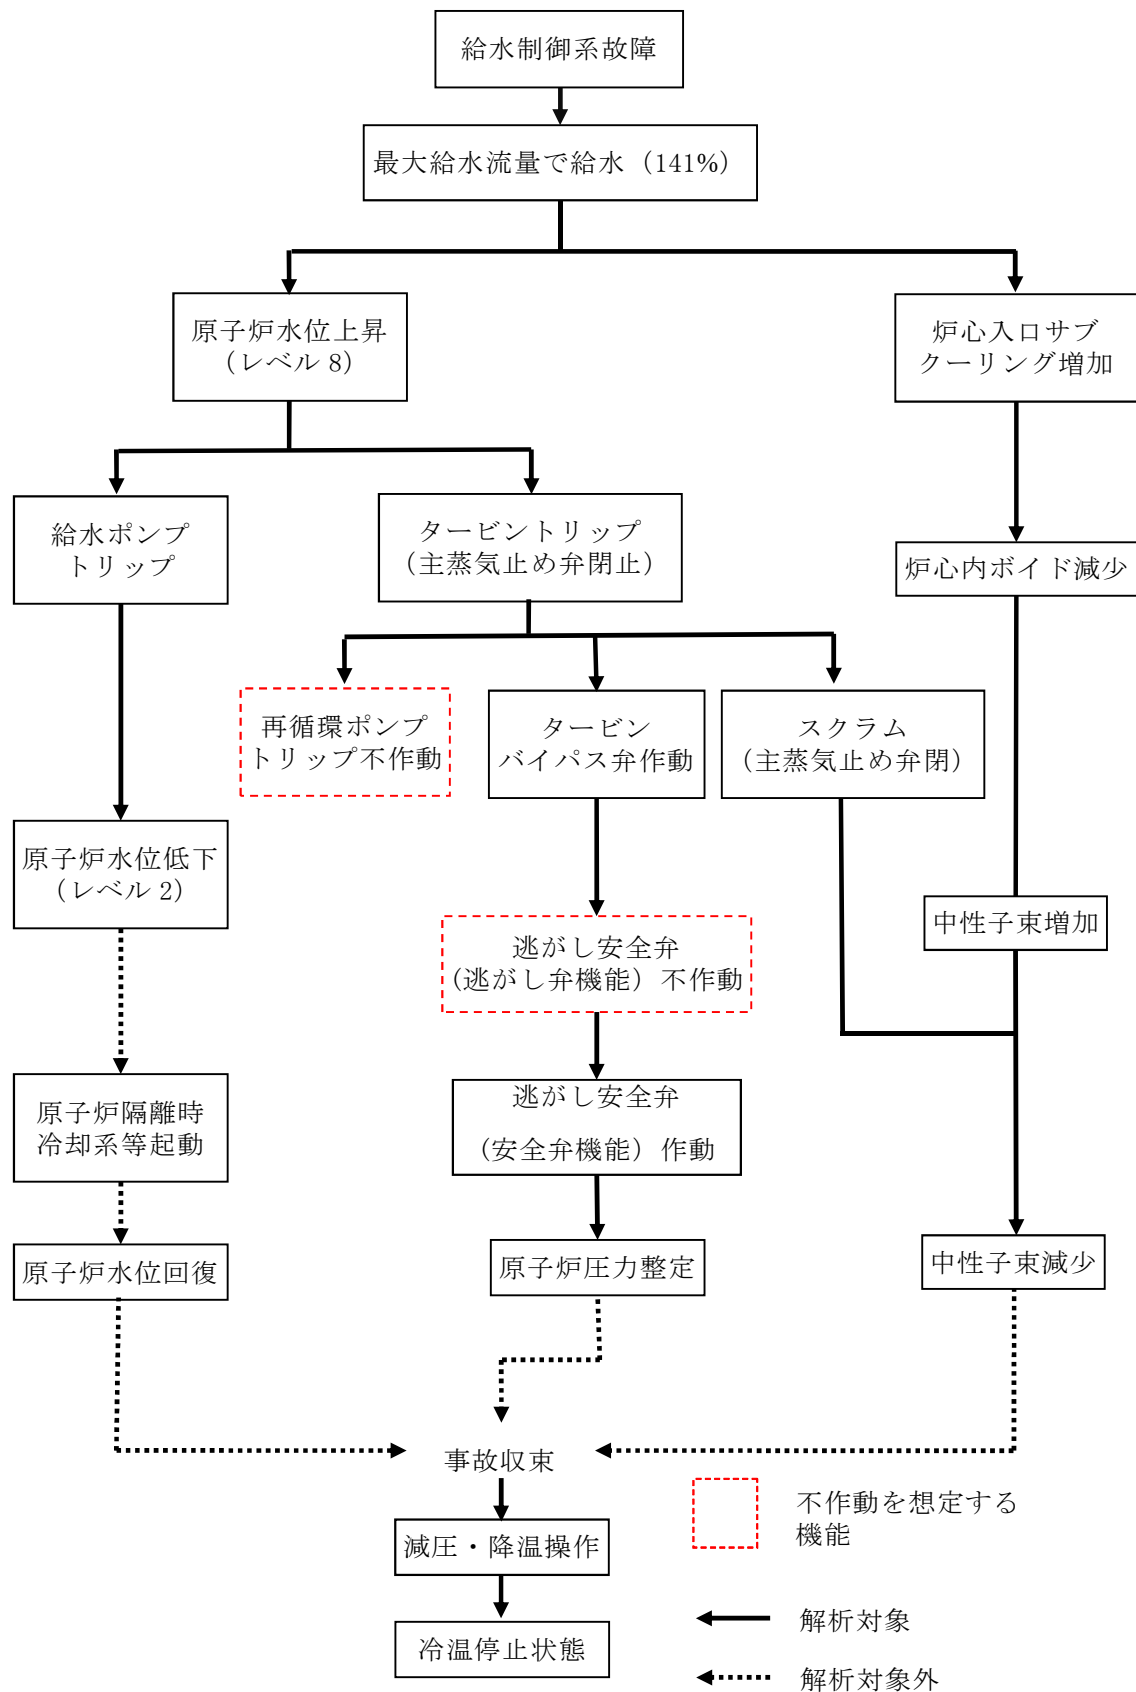 給水制御系故障
最大給水流量で給水（141%）
原子炉水位上昇
（レベル 8）
炉心入口サブ
クーリング増加
給水ポンプ
トリップ
タービントリップ
（主蒸気止め弁閉止）
炉心内ボイド減少
再循環ポンプ
トリップ不作動
タービン
バイパス弁作動
スクラム
（主蒸気止め弁閉）
原子炉水位低下
（レベル 2）
中性子束増加
逃がし安全弁
（逃がし弁機能）不作動
原子炉隔離時
冷却系等起動
逃がし安全弁
（安全弁機能）作動
原子炉水位回復
原子炉圧力整定
中性子束減少
事故収束
減圧・降温操作
冷温停止状態
不作動を想定する
機能
解析対象
解析対象外